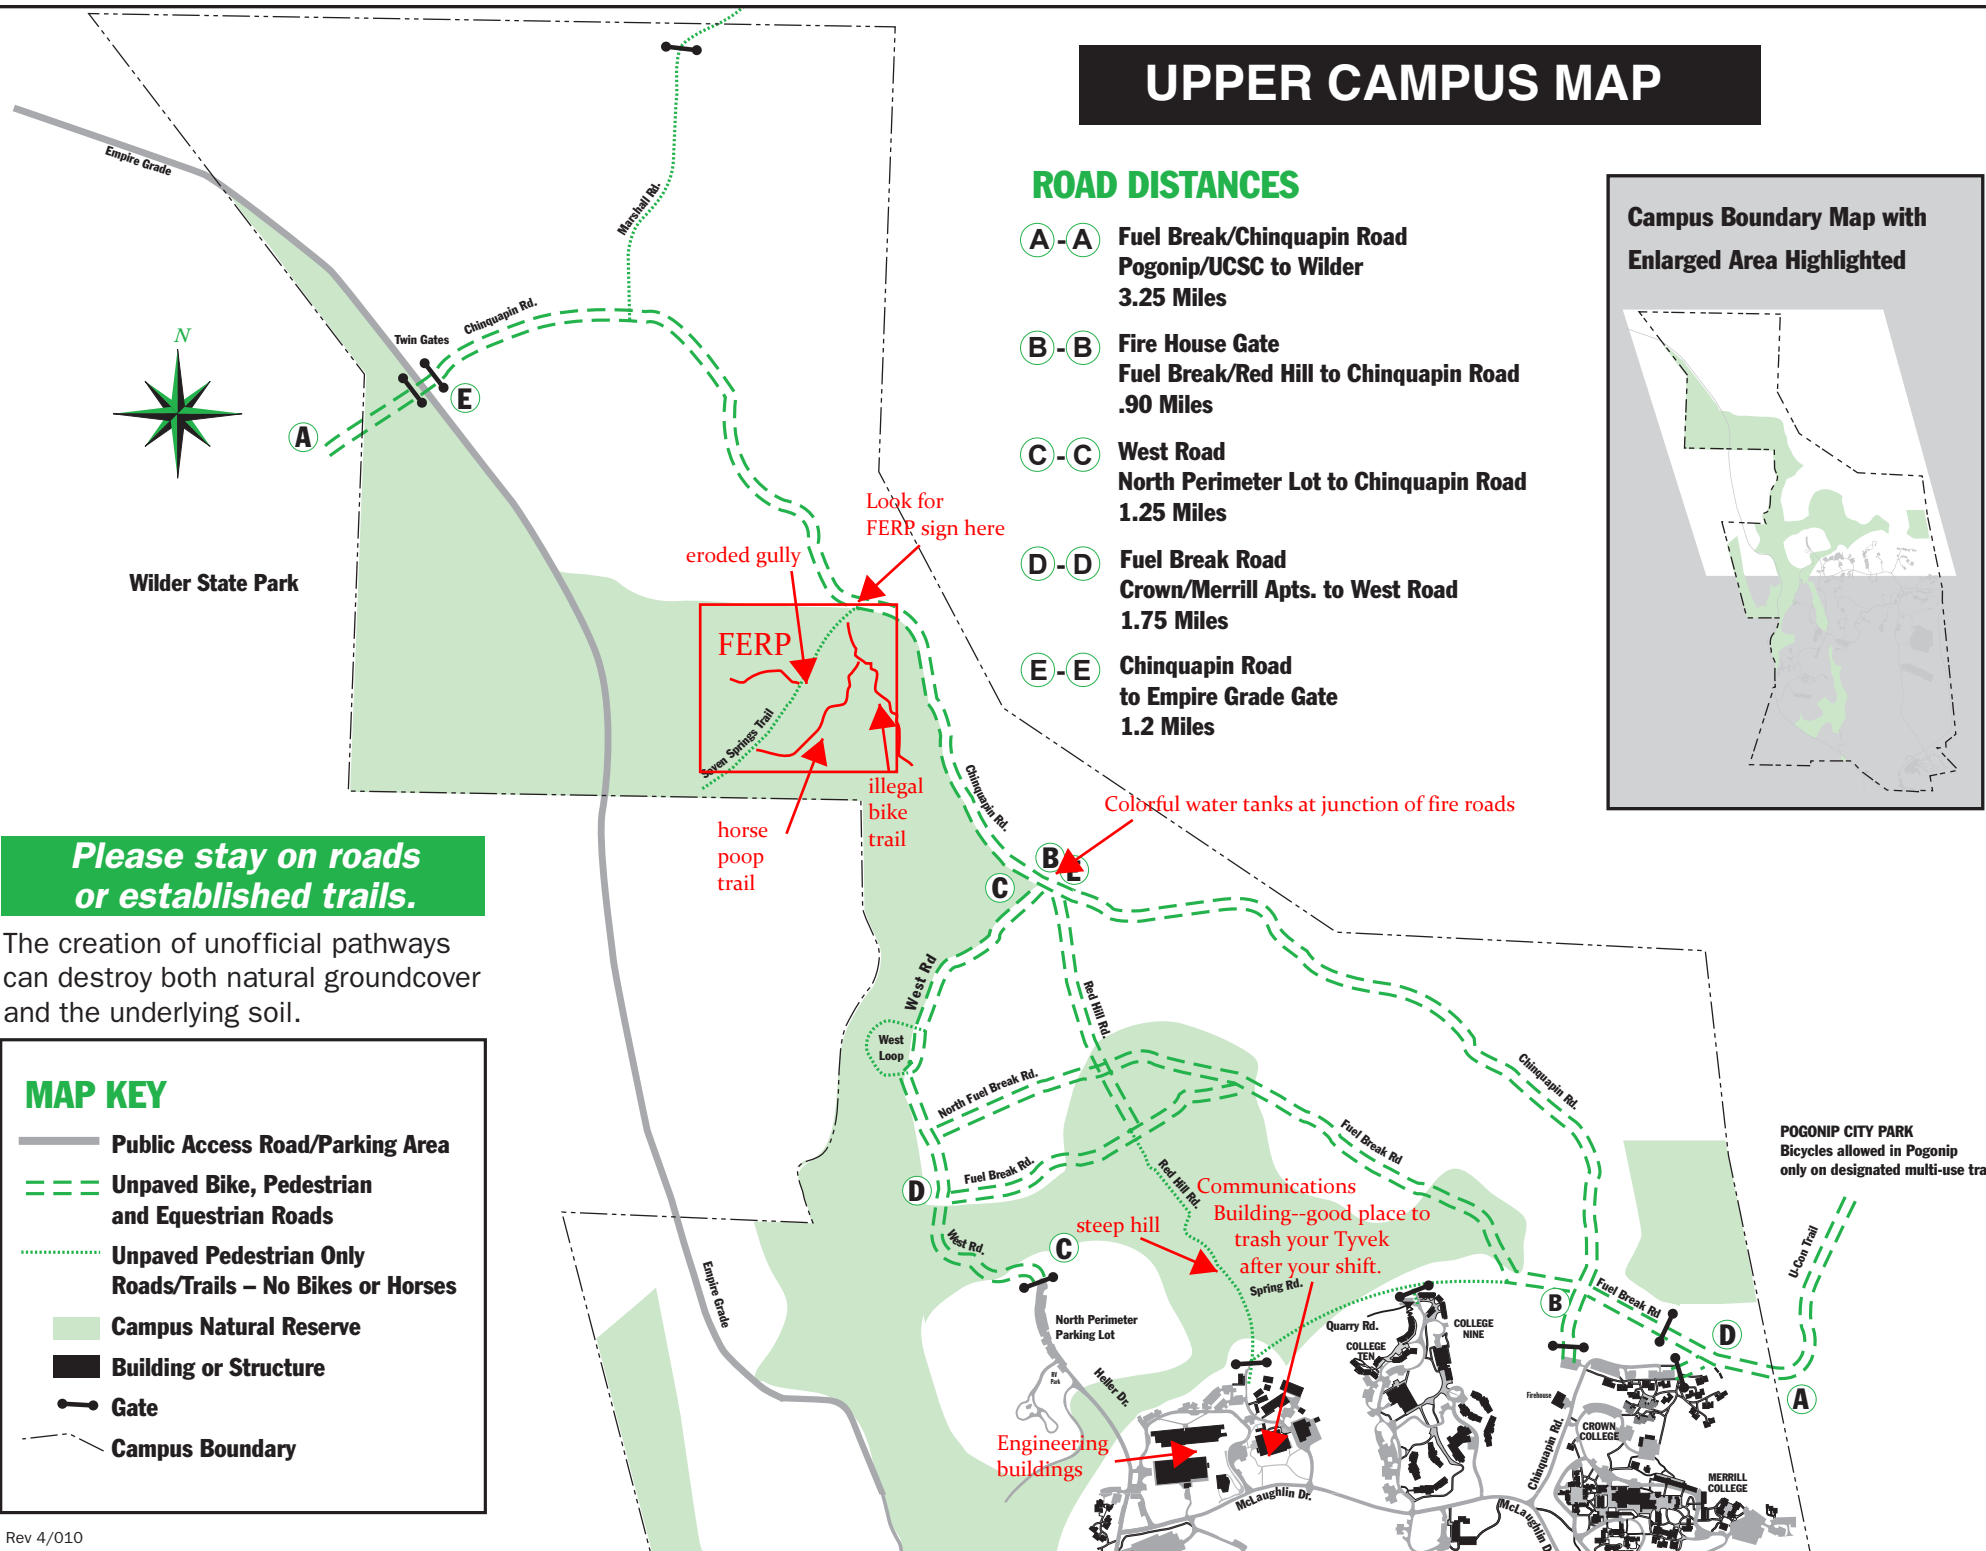 UPPER CAMPUS MAP
ROAD DISTANCES
A-A
Fuel Break/Chinquapin Road
Pogonip/UCSC to Wilder
3.25 Miles
B-B
Fire House Gate
Fuel Break/Red Hill to Chinquapin Road
.90 Miles
C-C
West Road
North Perimeter Lot to Chinquapin Road
1.25 Miles
D-D
Fuel Break Road
Crown/Merrill Apts. to West Road
1.75 Miles
E-E
Chinquapin Road
to Empire Grade Gate
1.2 Miles
Campus Boundary Map with
Enlarged Area Highlighted
Empire Grade
Marshall Rd.
Chinquapin Rd.
Twin Gates
N
E
A
Wilder State Park
Look for
FERP sign here
eroded gully
FERP
Seven Springs Trail
illegal
bike
trail
horse
poop
trail
Chinquapin Rd.
Colorful water tanks at junction of fire roads
B
E
C
Please stay on roads
or established trails.
The creation of unofficial pathways
can destroy both natural groundcover
and the underlying soil.
MAP KEY
Public Access Road/Parking Area
Unpaved Bike, Pedestrian
and Equestrian Roads
Unpaved Pedestrian Only
Roads/Trails – No Bikes or Horses
Campus Natural Reserve
Building or Structure
Gate
Campus Boundary
Rev 4/010
West Rd
West
Loop
Red Hill Rd.
North Fuel Break Rd.
Fuel Break Rd.
D
Red Hill Rd.
Fuel Break Rd
Chinquapin Rd.
POGONIP CITY PARK
Bicycles allowed in Pogonip
only on designated multi-use tra
U-Con Trail
Communications
Building--good place to
trash your Tyvek
after your shift.
steep hill
West Rd.
C
Spring Rd.
Empire Grade
North Perimeter
Parking Lot
RV
Park
Heller Dr.
Quarry Rd.
COLLEGE
TEN
COLLEGE
NINE
B
Fuel Break Rd
D
A
Firehouse
Chinquapin Rd.
CROWN
COLLEGE
MERRILL
COLLEGE
Engineering
buildings
McLaughlin Dr.
McLaughlin D